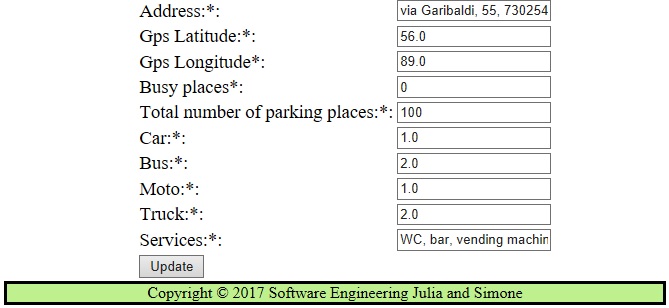 Address:*: via Garibaldi, 55, 730254
Gps Latitude:*: 56.0
Gps Longitude*: 89.0
Busy places*: 0
Total number of parking places:*: 100
Car:*: 1.0
Bus:*: 2.0
Moto:*: 1.0
Truck:*: 2.0
Services:*: WC, bar, vending machin
Update
Copyright © 2017 Software Engineering Julia and Simone